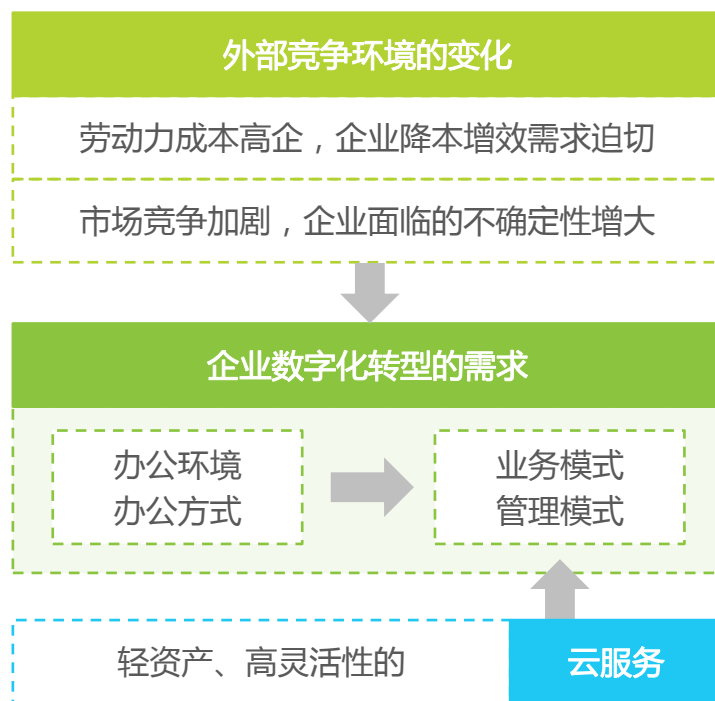 外部竞争环境的变化
劳动力成本高企，企业降本增效需求迫切
市场竞争加剧，企业面临的不确定性增大
企业数字化转型的需求
办公环境
办公方式
业务模式
管理模式
轻资产、高灵活性的
云服务